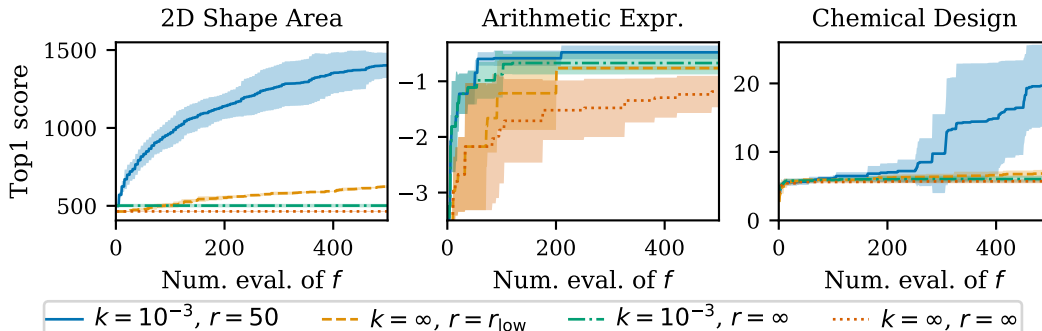 2D Shape Area
Arithmetic Expr.
Chemical Design
Top1 score
1500
1000
500
0
200
400
Num. eval. of f
−1
−2
−3
0
200
400
Num. eval. of f
20
10
0
0
200
400
Num. eval. of f
k = 10⁻³, r = 50
k = ∞, r = r_low
k = 10⁻³, r = ∞
k = ∞, r = ∞